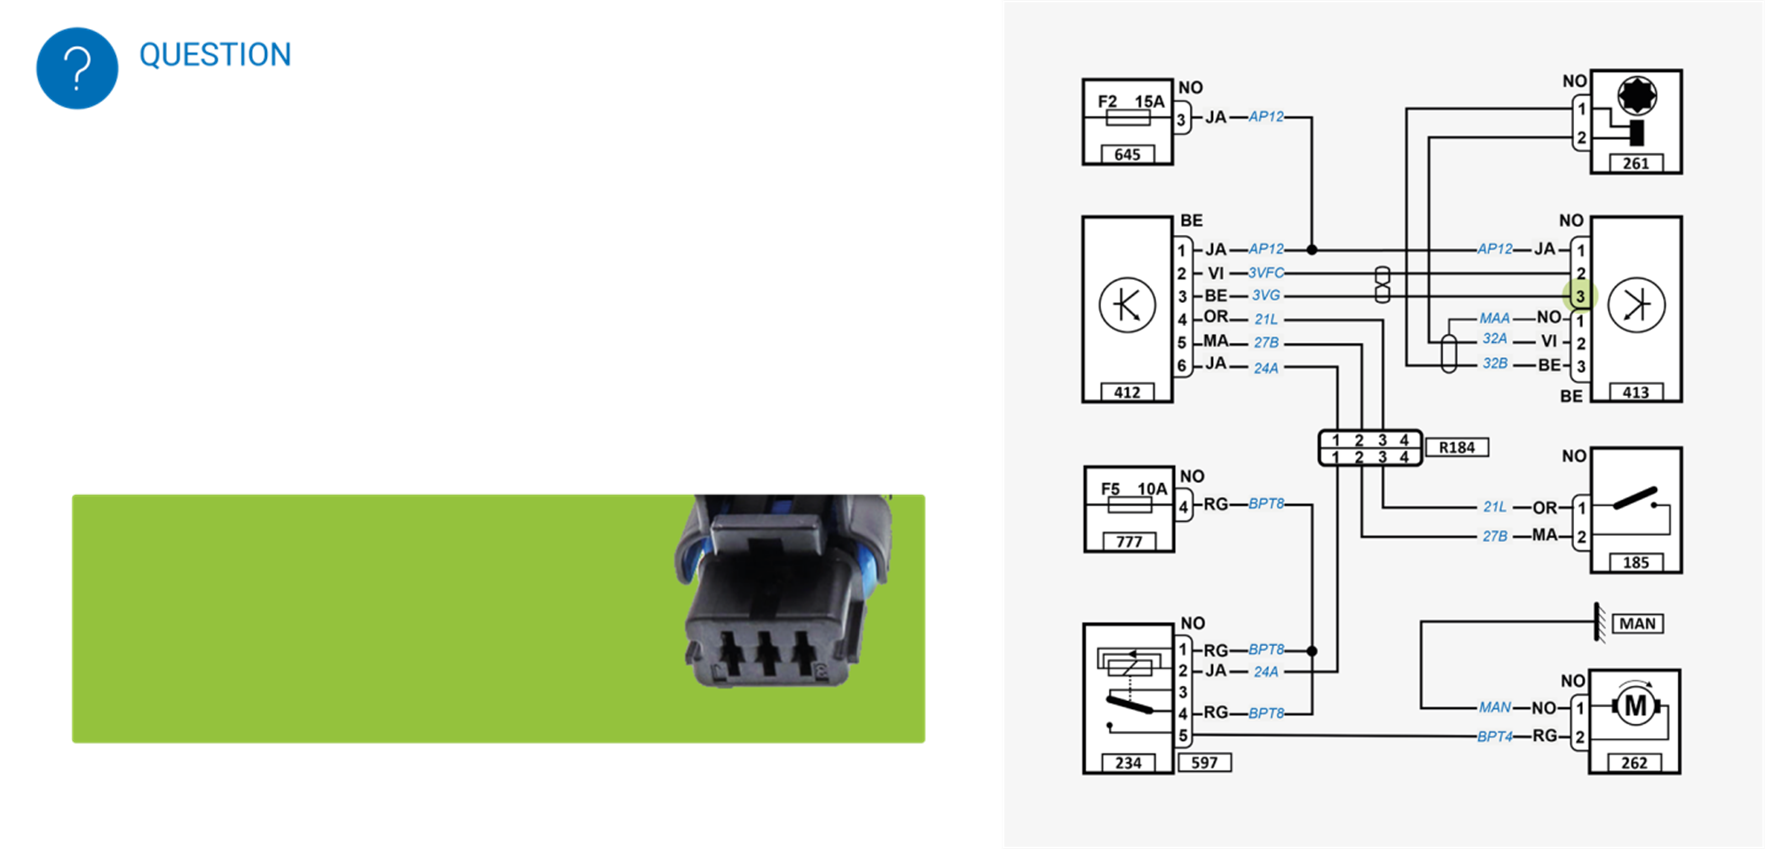 ?
QUESTION
F2 15A
645
NO
3 JA AP12
NO
1
2
261
412
BE
1 JA AP12
2 VI 3VFC
3 BE 3VG
4 OR 21L
5 MA 27B
6 JA 24A
NO
AP12 JA 1
2
3
MAA NO 1
32A VI 2
32B BE 3
BE
413
1 2 3 4
1 2 3 4
R184
F5 10A
777
NO
4 RG BPT8
NO
21L OR 1
27B MA 2
185
MAN
NO
1 RG BPT8
2 JA 24A
3
4 RG BPT8
5
234
597
NO
MAN NO 1
BPT4 RG 2
M
262